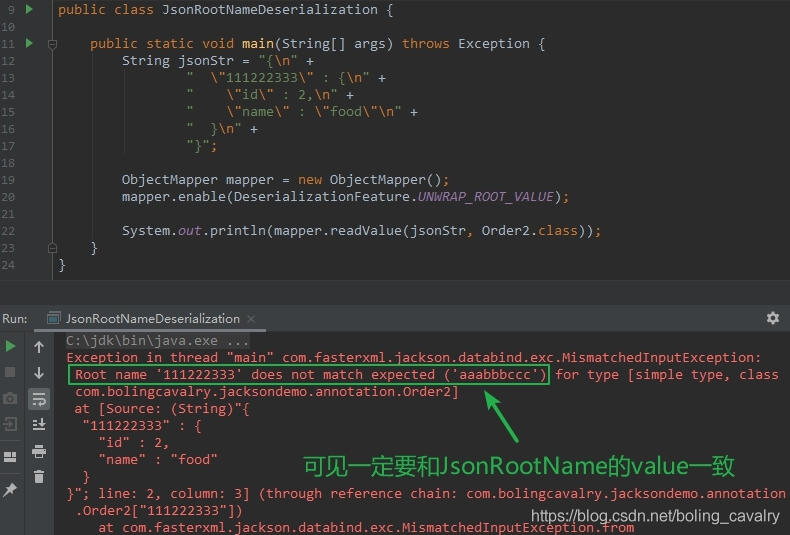 9 public class JsonRootNameDeserialization {
10
11 public static void main(String[] args) throws Exception {
12 String jsonStr = "{\n" +
13 " \"111222333\" : {\n" +
14 " \"id\" : 2,\n" +
15 " \"name\" : \"food\"\n" +
16 " }\n" +
17 "}";
18
19 ObjectMapper mapper = new ObjectMapper();
20 mapper.enable(DeserializationFeature.UNWRAP_ROOT_VALUE);
21
22 System.out.println(mapper.readValue(jsonStr, Order2.class));
23 }
24 }
Run: JsonRootNameDeserialization ×
C:\jdk\bin\java.exe ...
Exception in thread "main" com.fasterxml.jackson.databind.exc.MismatchedInputException:
Root name '111222333' does not match expected ('aaabbbccc') for type [simple type, class
com.bolingcavalry.jacksondemo.annotation.Order2]
at [Source: (String)"{
"111222333" : {
"id" : 2,
"name" : "food"
}
可见一定要和JsonRootName的value一致
}"; line: 2, column: 3] (through reference chain: com.bolingcavalry.jacksondemo.annotation
.Order2["111222333"])
https://blog.csdn.net/boling_cavalry
at com.fasterxml.jackson.databind.exc.MismatchedInputException.from